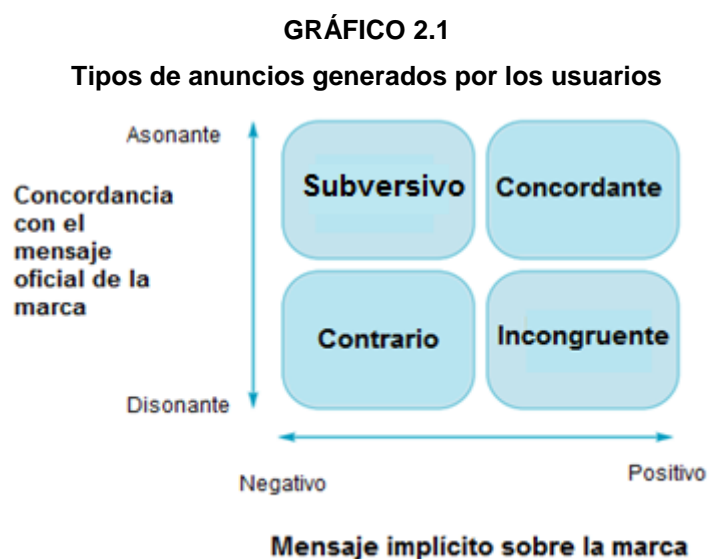 GRÁFICO 2.1
Tipos de anuncios generados por los usuarios
Asonante
Subversivo
Concordante
Concordancia
con el
mensaje
oficial de la
marca
Contrario
Incongruente
Disonante
Negativo
Positivo
Mensaje implícito sobre la marca